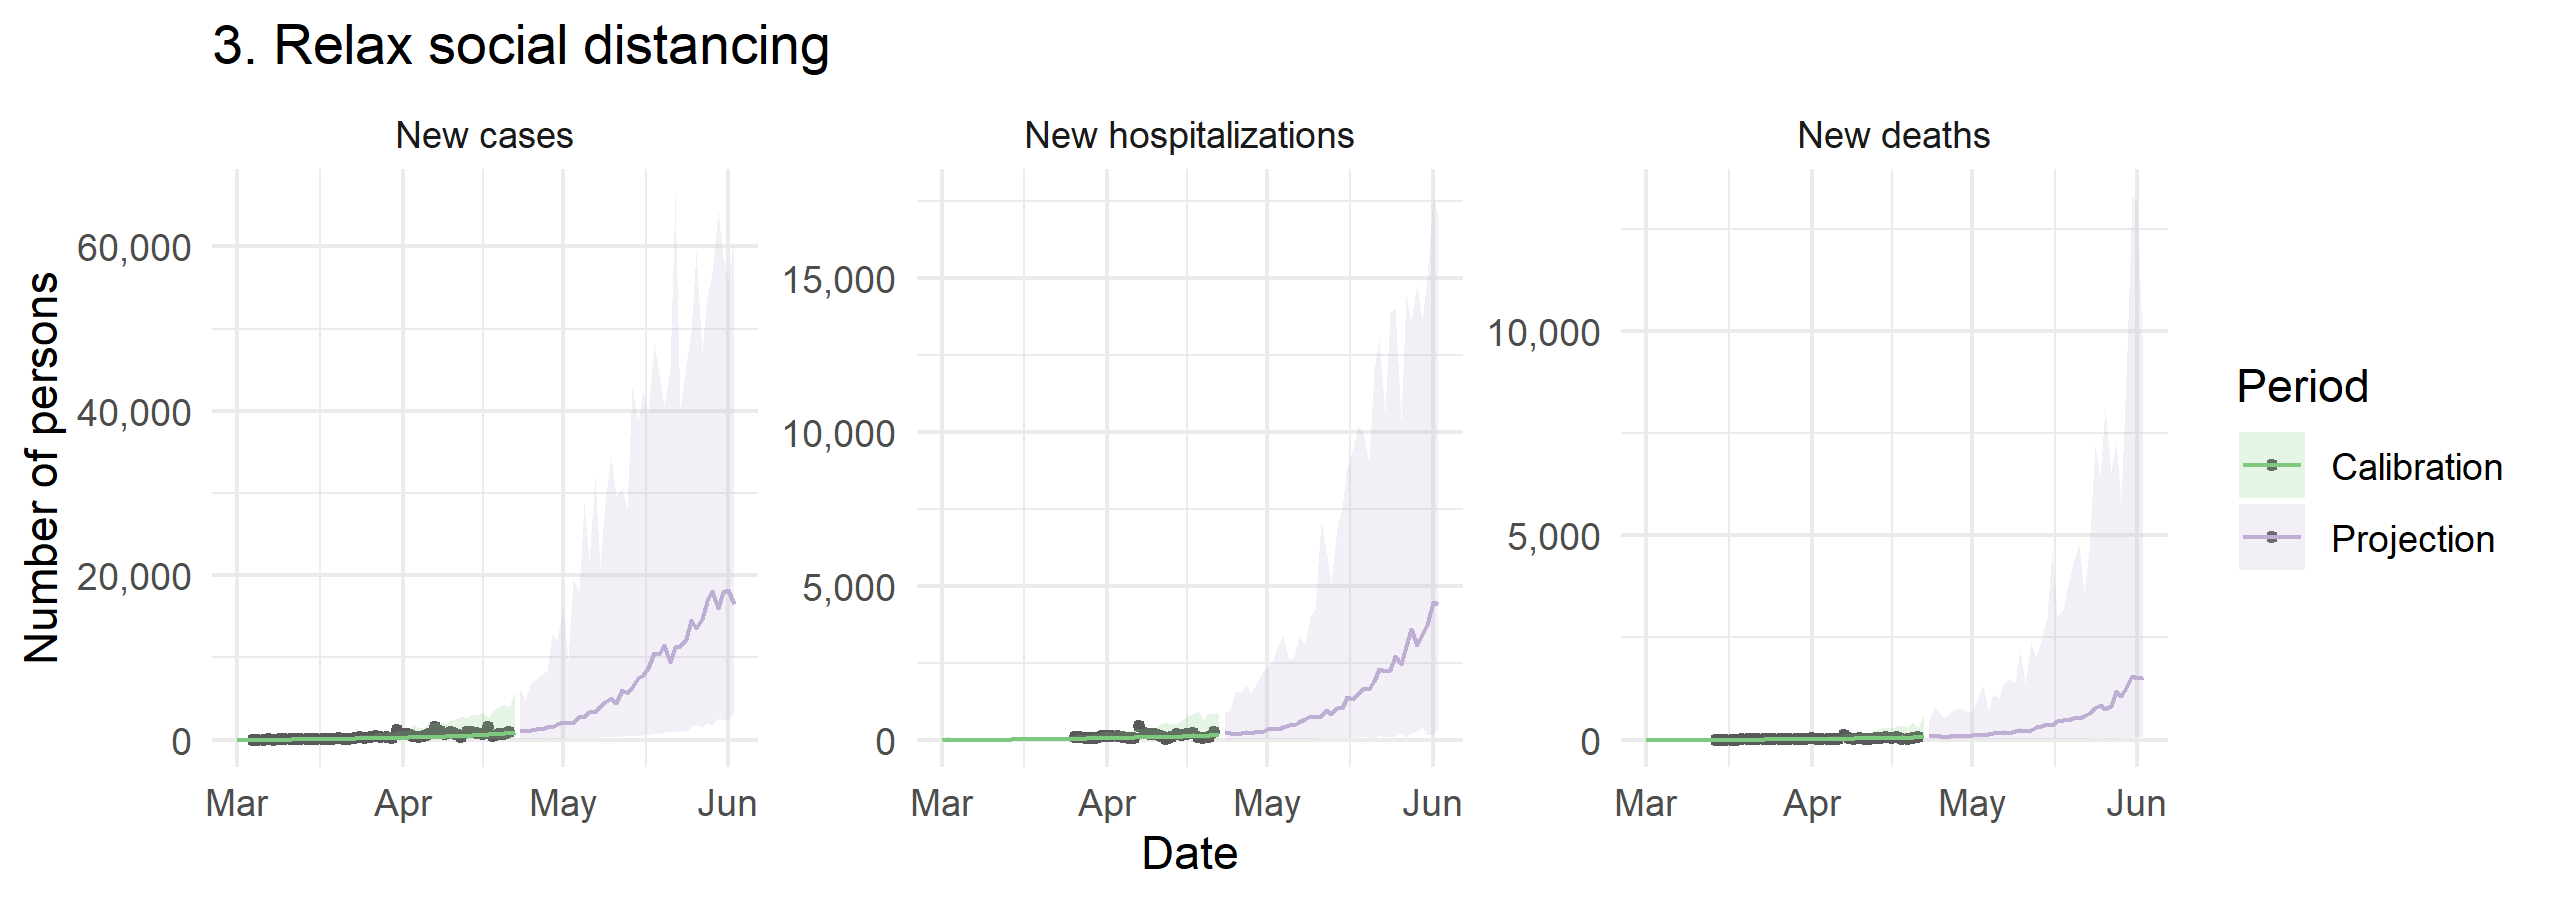 3. Relax social distancing
New cases
New hospitalizations
New deaths
Number of persons
60,000
40,000
20,000
0
15,000
10,000
5,000
0
10,000
5,000
0
Mar Apr May Jun
Mar Apr May Jun
Mar Apr May Jun
Date
Period
Calibration
Projection